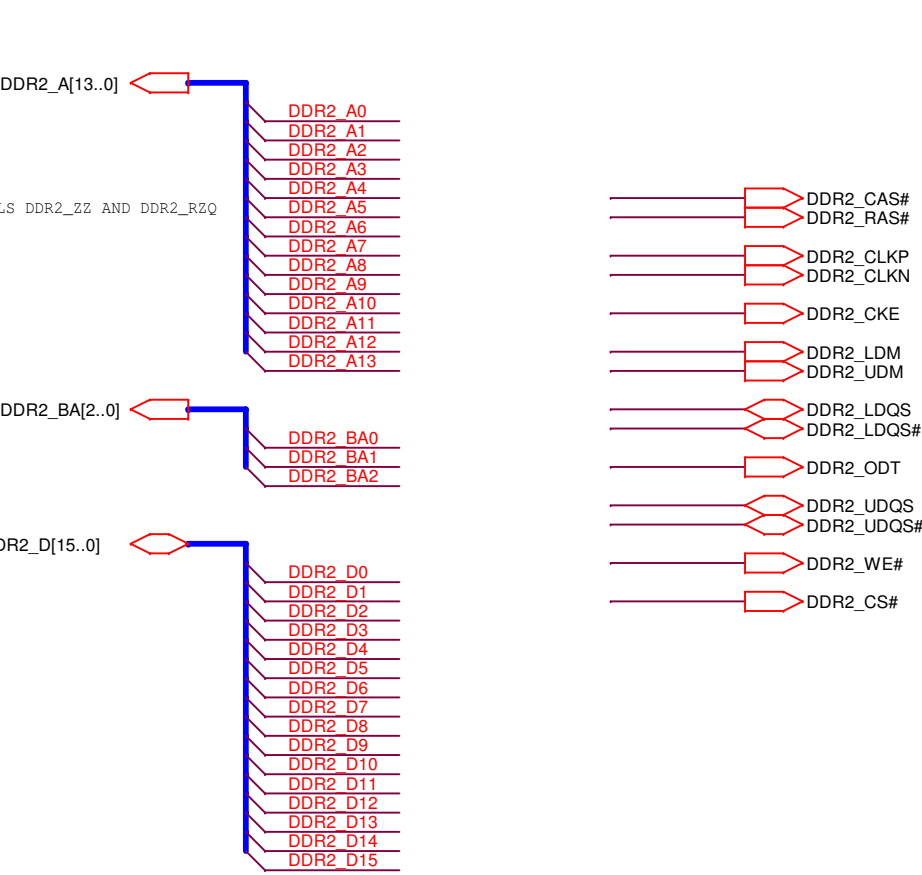 DDR2_A[13..0]
DDR2_A0
DDR2_A1
DDR2_A2
DDR2_A3
DDR2_A4
DDR2_A5
DDR2_A6
DDR2_A7
DDR2_A8
DDR2_A9
DDR2_A10
DDR2_A11
DDR2_A12
DDR2_A13
LS DDR2_ZZ AND DDR2_RZQ
DDR2_BA[2..0]
DDR2_BA0
DDR2_BA1
DDR2_BA2
DR2_D[15..0]
DDR2_D0
DDR2_D1
DDR2_D2
DDR2_D3
DDR2_D4
DDR2_D5
DDR2_D6
DDR2_D7
DDR2_D8
DDR2_D9
DDR2_D10
DDR2_D11
DDR2_D12
DDR2_D13
DDR2_D14
DDR2_D15
DDR2_CAS#
DDR2_RAS#
DDR2_CLKP
DDR2_CLKN
DDR2_CKE
DDR2_LDM
DDR2_UDM
DDR2_LDQS
DDR2_LDQS#
DDR2_ODT
DDR2_UDQS
DDR2_UDQS#
DDR2_WE#
DDR2_CS#